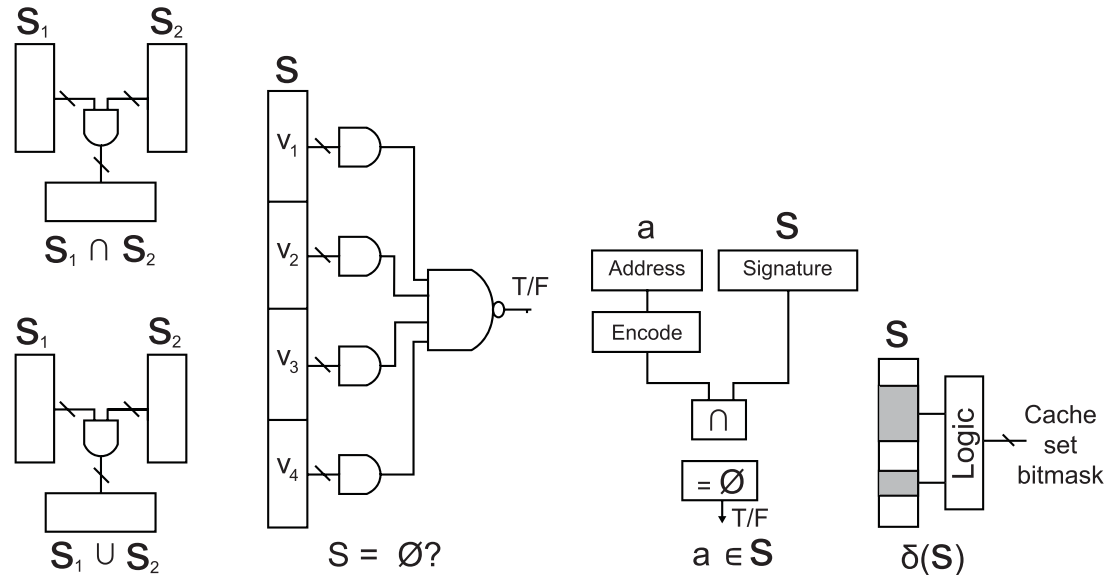 S₁ S₂
S₁ ∩ S₂
S₁ S₂
S₁ ∪ S₂
S
V₁
V₂
V₃
V₄
T/F
S = Ø?
a S
Address Signature
Encode
∩
= Ø
T/F
a ∈ S
S
Logic
Cache
set
bitmask
δ(S)